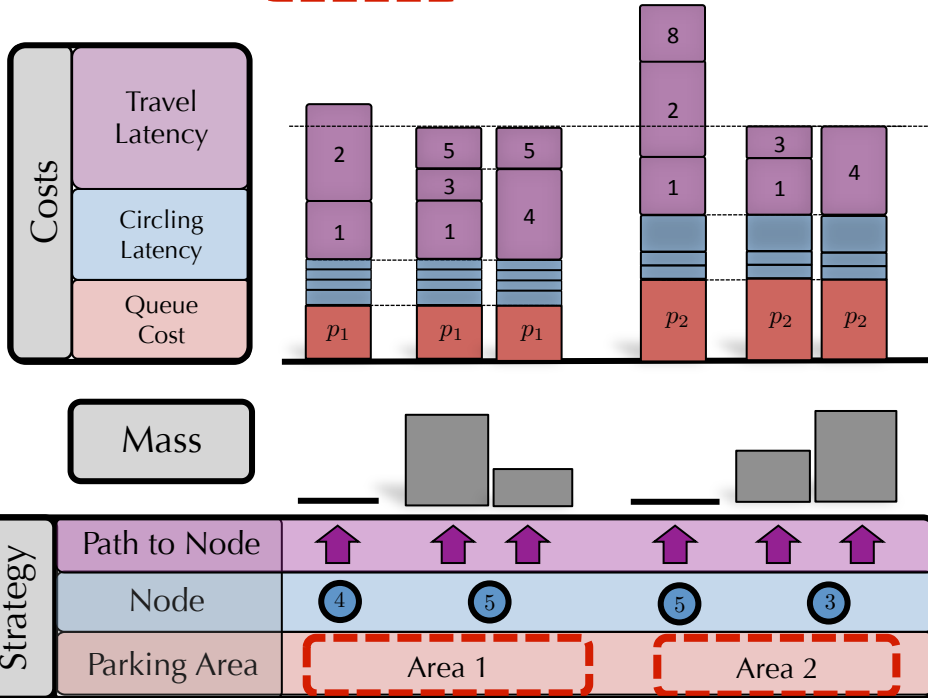 Costs
Travel
Latency
Circling
Latency
Queue
Cost
2
1
p₁
5
3
1
p₁
5
4
p₁
8
2
1
p₂
3
1
p₂
4
p₂
Mass
Strategy
Path to Node
Node
4
5
5
3
Parking Area
Area 1
Area 2